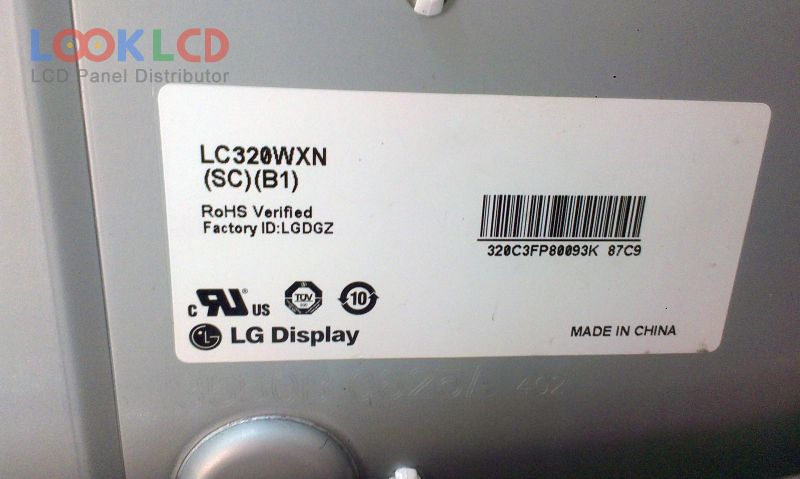 LOOKLCD
LCD Panel Distributor
LC320WXN
(SC)(B1)
RoHS Verified
Factory ID:LGDGZ
320C3FP80093K 87C9
c RU US
TÜV
10
LG Display
MADE IN CHINA